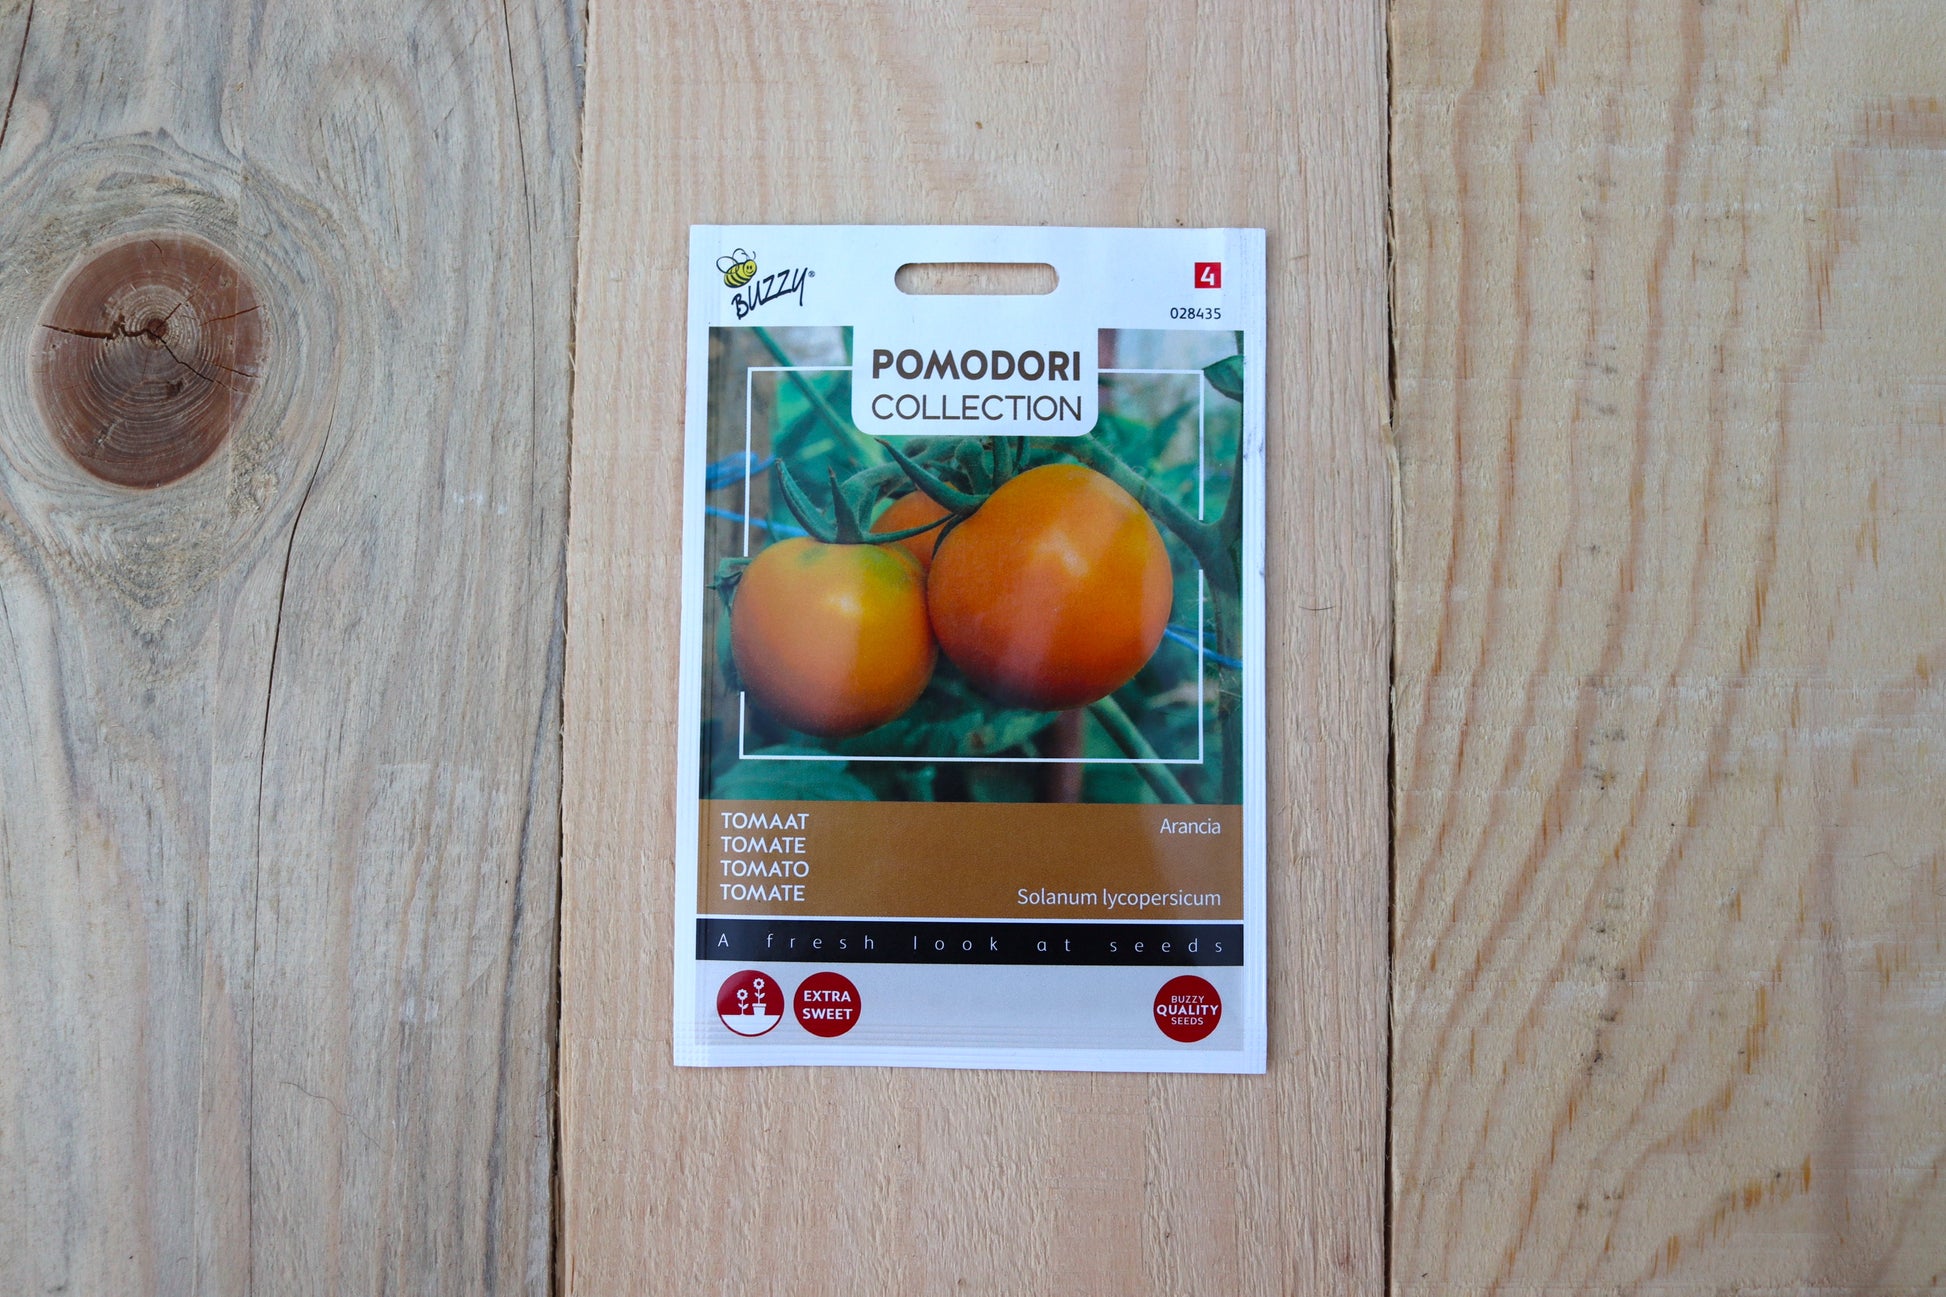 BUZZY®
4
028435
POMODORI
COLLECTION
TOMAAT
TOMATE
TOMATO
TOMATE
Arancia
Solanum lycopersicum
A fresh look at seeds
EXTRA
SWEET
BUZZY
QUALITY
SEEDS